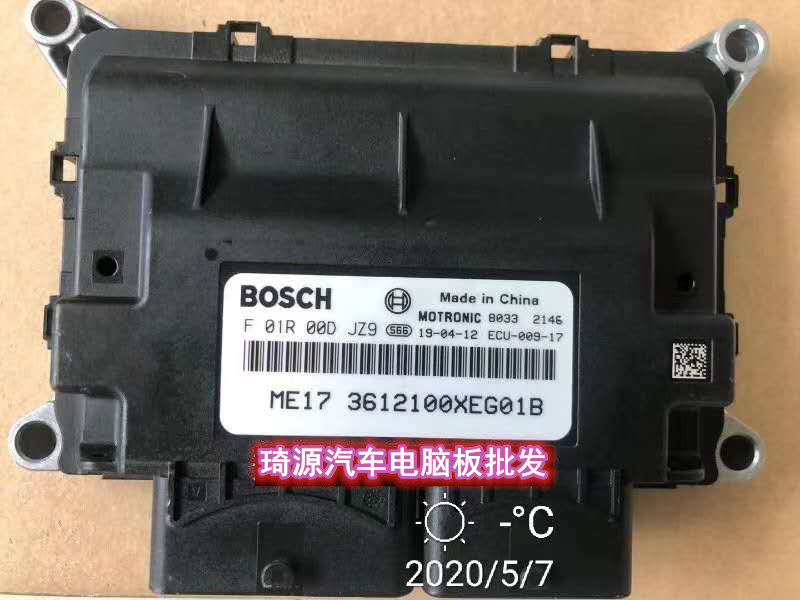 BOSCH Made in China
MOTRONIC 8033 2146
F 01R 00D JZ9 566 19-04-12 ECU-009-17
ME17 3612100XEG01B
琦源汽车电脑板批发
-°C
2020/5/7